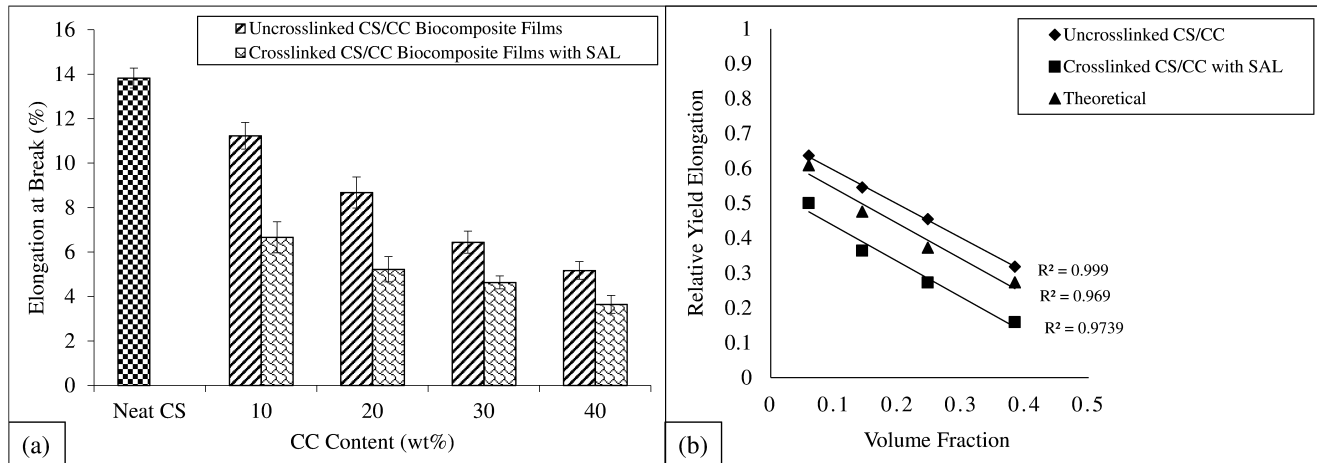 16
14
12
10
8
6
4
2
0
Elongation at Break (%)
Uncrosslinked CS/CC Biocomposite Films
Crosslinked CS/CC Biocomposite Films with SAL
Neat CS 10 20 30 40
CC Content (wt%)
(a)
Uncrosslinked CS/CC
Crosslinked CS/CC with SAL
Theoretical
1
0.9
0.8
0.7
0.6
0.5
0.4
0.3
0.2
0.1
0
Relative Yield Elongation
R² = 0.999
R² = 0.969
R² = 0.9739
0 0.1 0.2 0.3 0.4 0.5
Volume Fraction
(b)